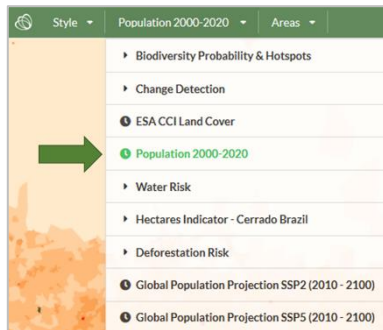 Style Population 2000-2020 Areas
Biodiversity Probability & Hotspots
Change Detection
ESA CCI Land Cover
Population 2000-2020
Water Risk
Hectares Indicator - Cerrado Brazil
Deforestation Risk
Global Population Projection SSP2 (2010 - 2100)
Global Population Projection SSP5 (2010 - 2100)